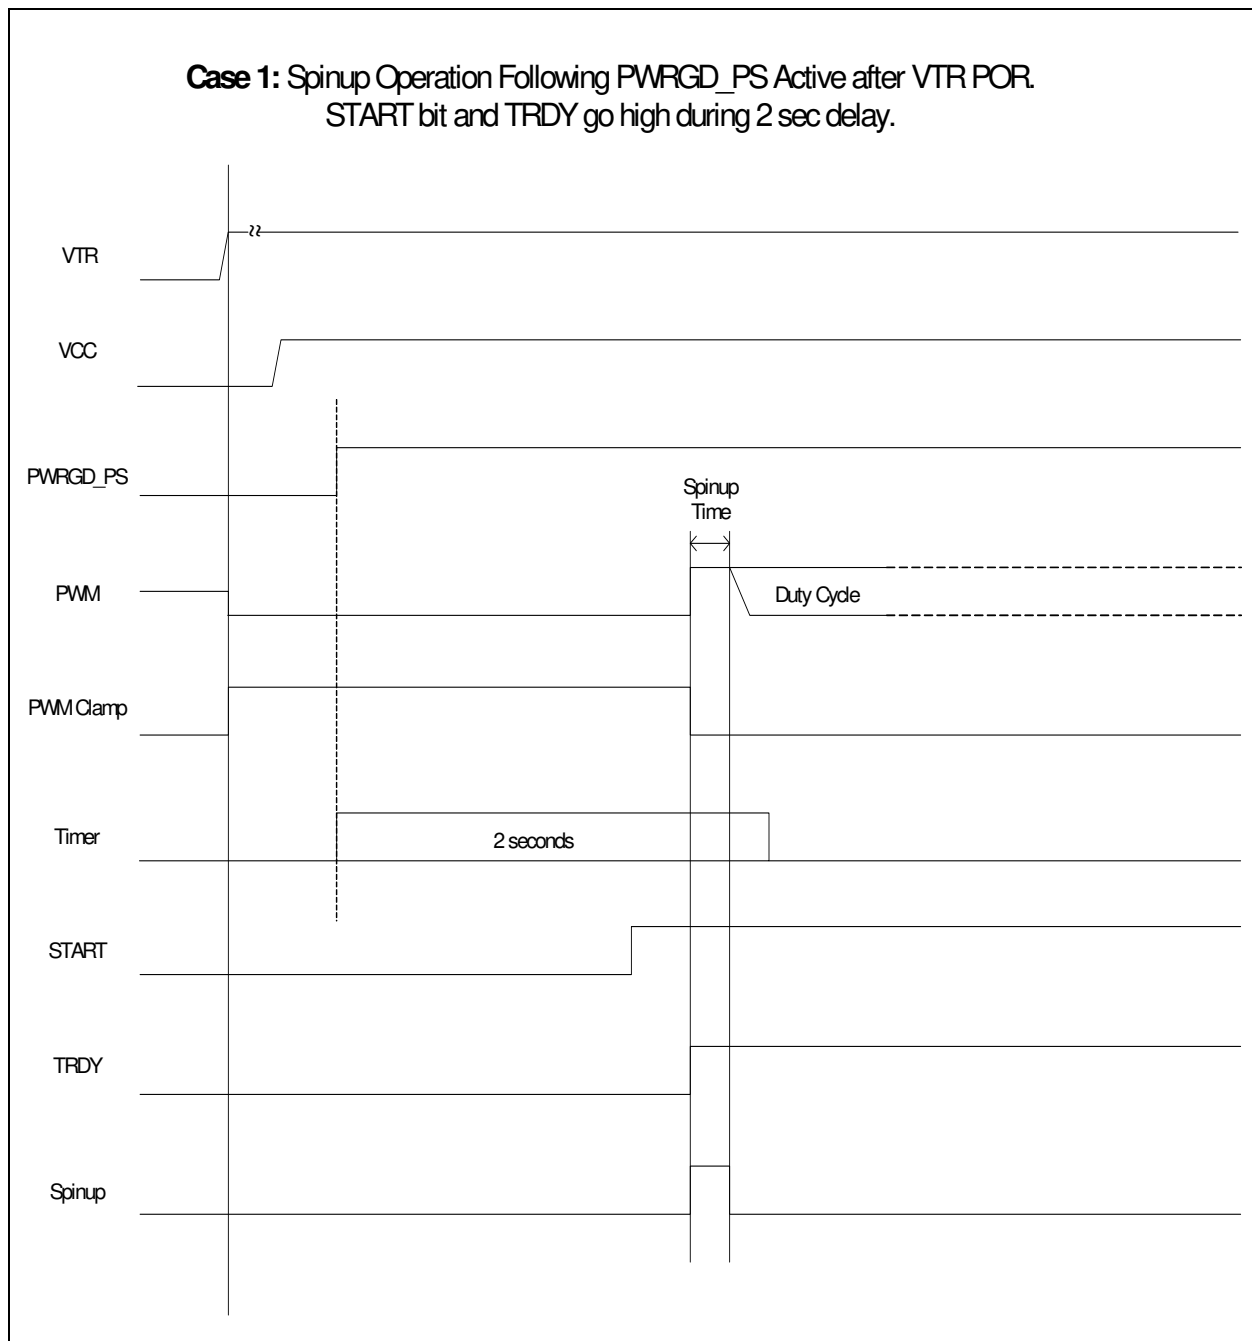 Case 1: Spinup Operation Following PWRGD_PS Active after VTR POR.
START bit and TRDY go high during 2 sec delay.
VTR
VCC
PWRGD_PS
Spinup
Time
PWM
Duty Cycle
PWM Clamp
Timer
2 seconds
START
TRDY
Spinup